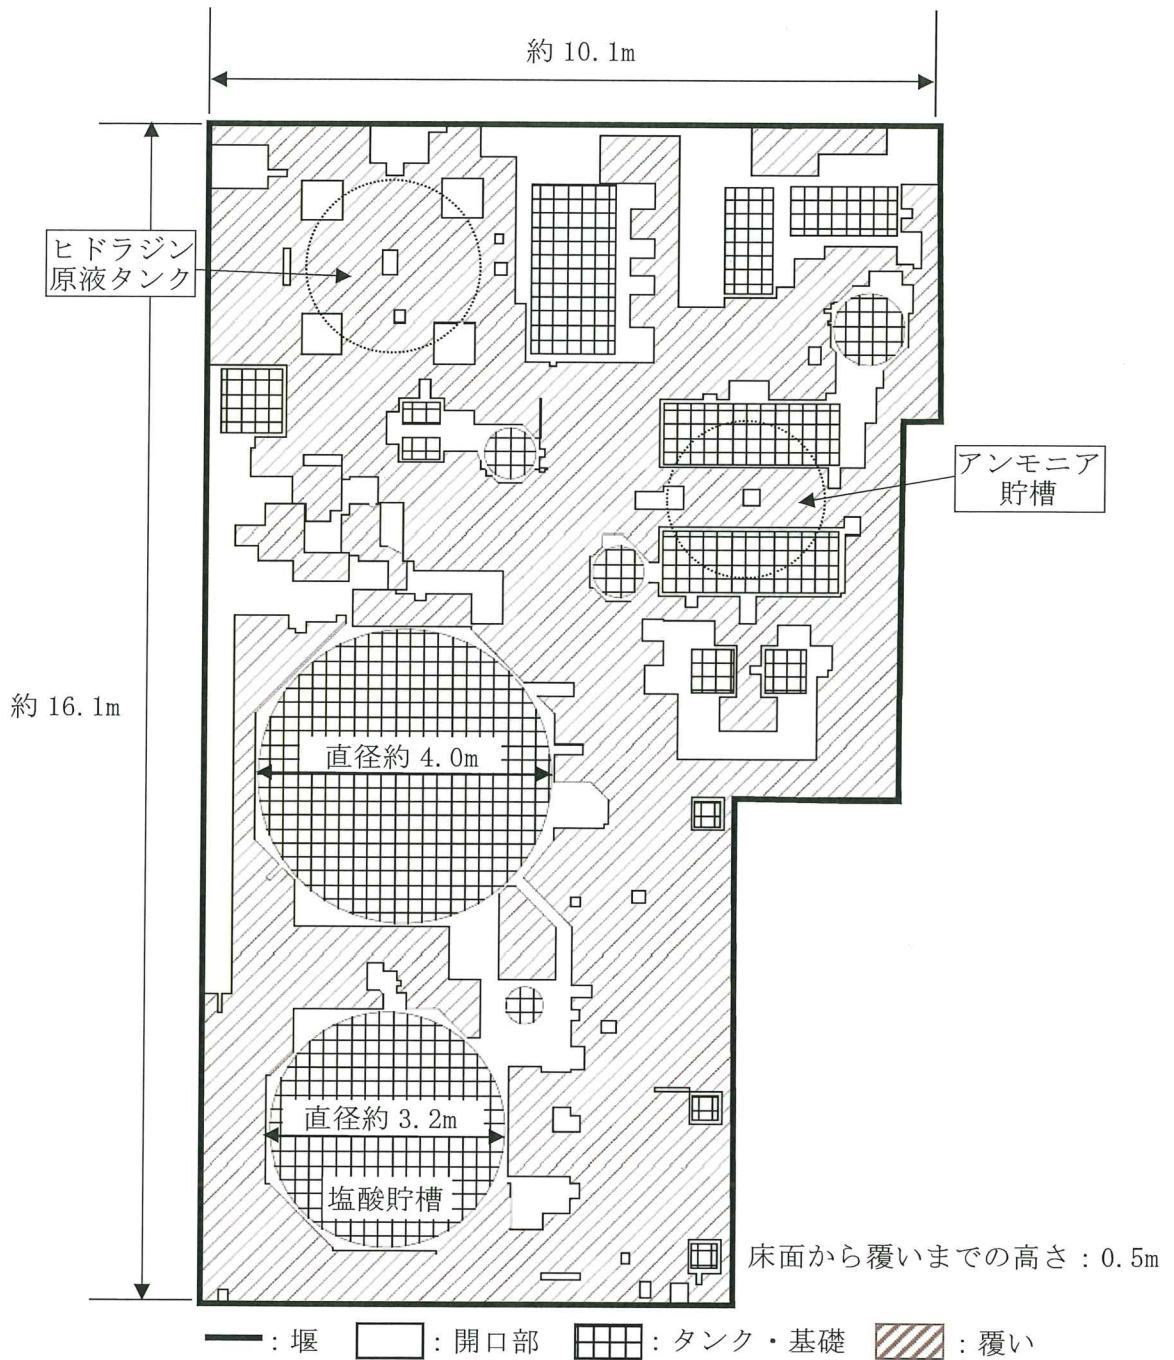 約 10.1m
ヒドラジン
原液タンク
アンモニア
貯槽
約 16.1m
直径約 4.0m
直径約 3.2m
塩酸貯槽
床面から覆いまでの高さ：0.5m
：堰
：開口部
：タンク・基礎
：覆い